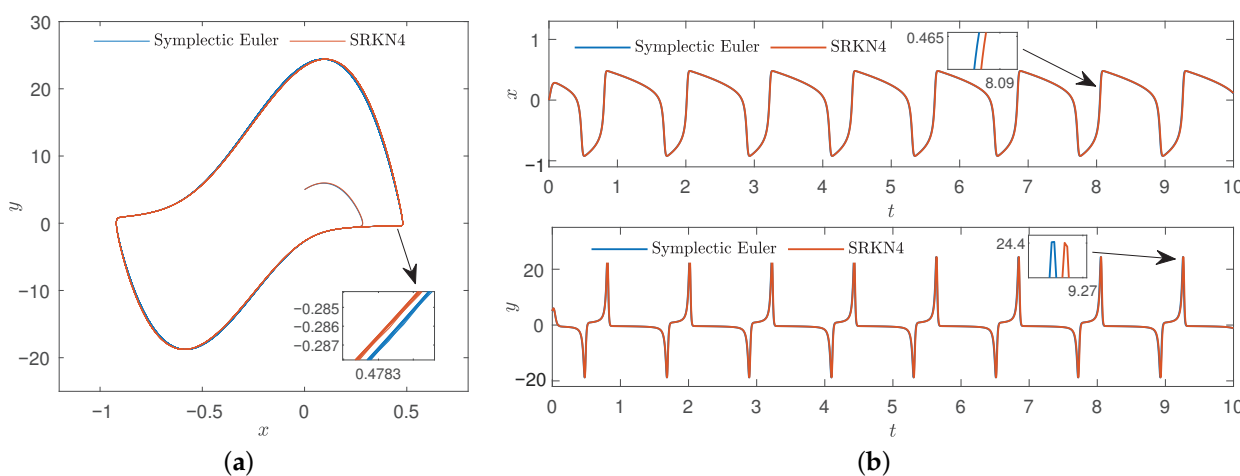 30
20
10
0
−10
−20
y
Symplectic Euler SRKN4
−0.285
−0.286
−0.287
0.4783
−1 −0.5 0 0.5
x
(a)
1
0
−1
x
Symplectic Euler SRKN4
0.465
8.09
0 1 2 3 4 5 6 7 8 9 10
t
20
0
−20
y
Symplectic Euler SRKN4
24.4
9.27
0 1 2 3 4 5 6 7 8 9 10
t
(b)